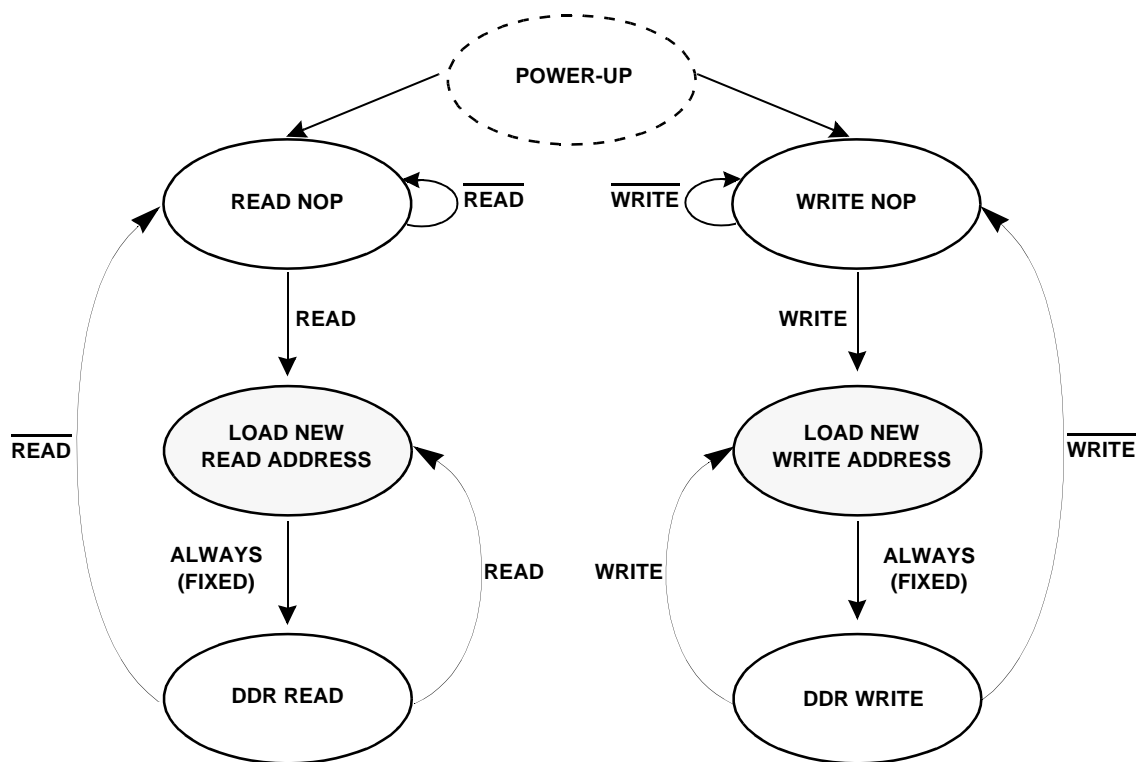 POWER-UP
READ NOP
READ
WRITE
WRITE NOP
READ
WRITE
READ
LOAD NEW
READ ADDRESS
LOAD NEW
WRITE ADDRESS
WRITE
ALWAYS
(FIXED)
READ
WRITE
ALWAYS
(FIXED)
DDR READ
DDR WRITE